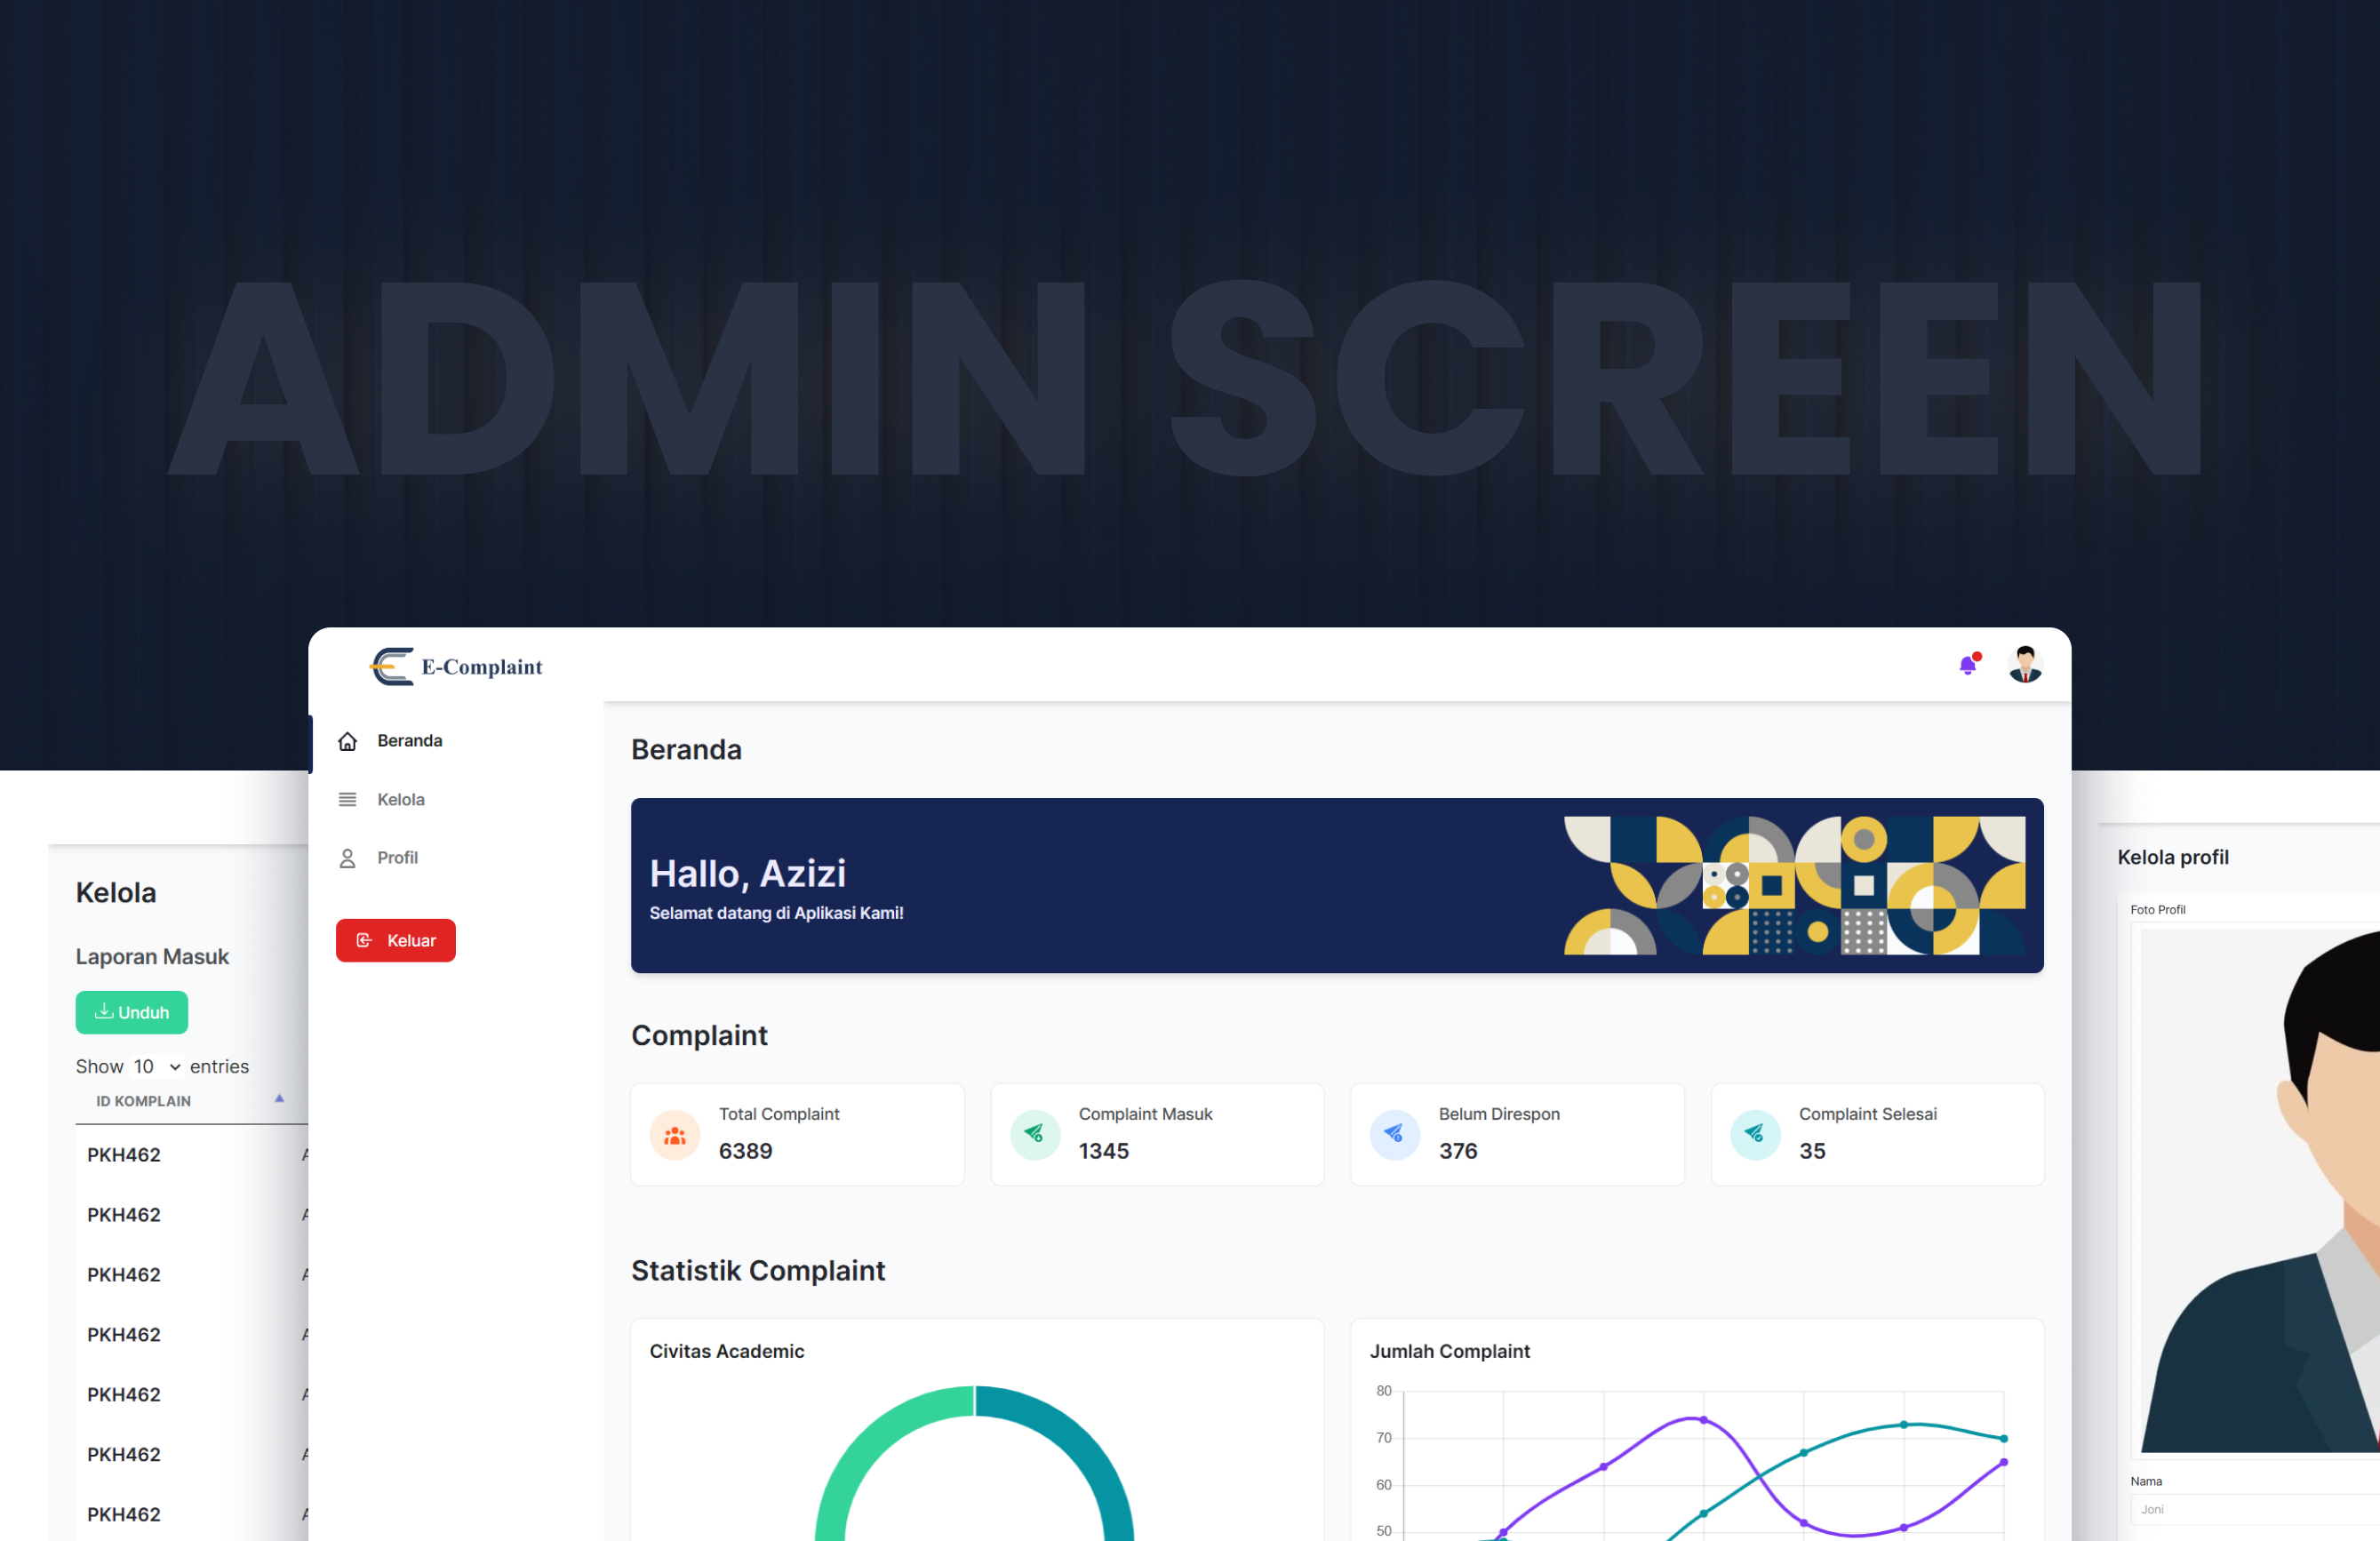 ADMIN SCREEN
E-Complaint
Beranda
Kelola
Profil
Keluar
Beranda
Hallo, Azizi
Selamat datang di Aplikasi Kami!
Complaint
Total Complaint
6389
Complaint Masuk
1345
Belum Direspon
376
Complaint Selesai
35
Statistik Complaint
Civitas Academic
Jumlah Complaint
80
70
60
50
Kelola
Laporan Masuk
Unduh
Show 10 entries
ID KOMPLAIN
PKH462
PKH462
PKH462
PKH462
PKH462
PKH462
PKH462
Kelola profil
Foto Profil
Nama
Joni